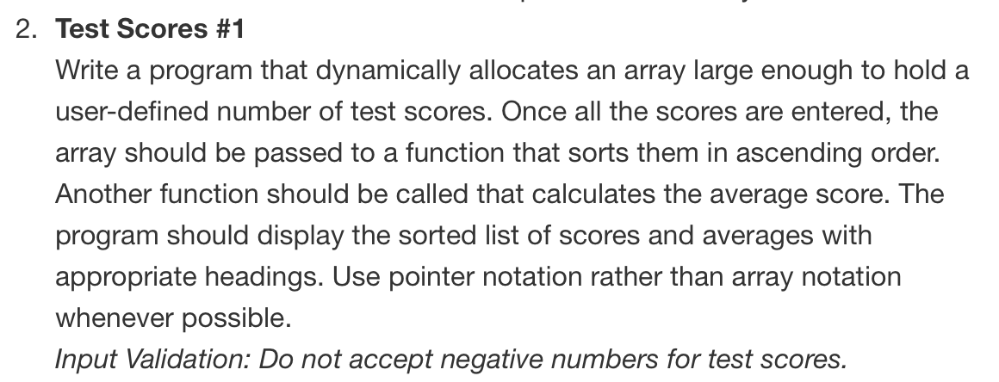 2. Test Scores #1
Write a program that dynamically allocates an array large enough to hold a
user-defined number of test scores. Once all the scores are entered, the
array should be passed to a function that sorts them in ascending order.
Another function should be called that calculates the average score. The
program should display the sorted list of scores and averages with
appropriate headings. Use pointer notation rather than array notation
whenever possible.
Input Validation: Do not accept negative numbers for test scores.